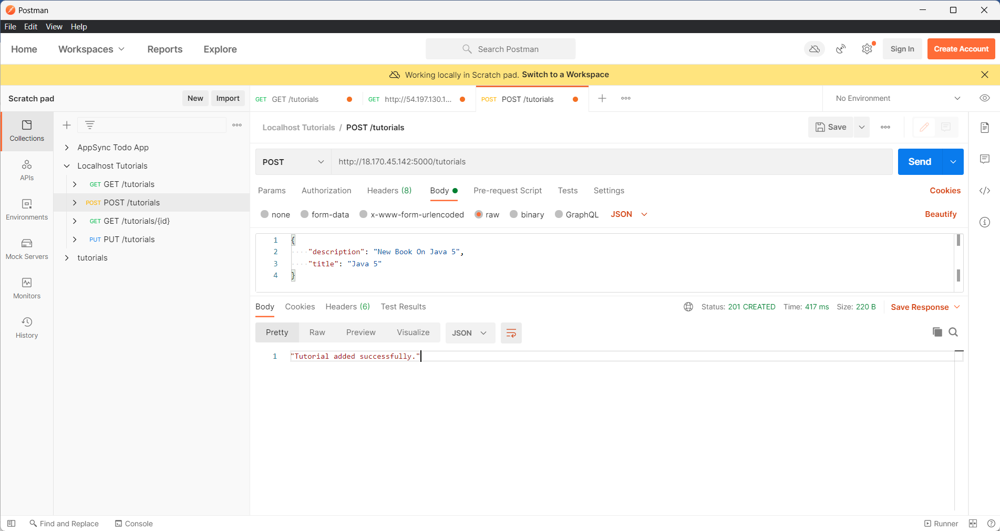 Postman
File Edit View Help
Home Workspaces Reports Explore Search Postman Sign In Create Account
Working locally in Scratch pad. Switch to a Workspace
Scratch pad New Import GET GET /tutorials GET http://54.197.130.1... POST POST /tutorials No Environment
Localhost Tutorials / POST /tutorials Save
Collections
AppSync Todo App
Localhost Tutorials
GET GET /tutorials
POST POST /tutorials
GET GET /tutorials/{id}
PUT PUT /tutorials
tutorials
APIs
Environments
Mock Servers
Monitors
History
POST http://18.170.45.142:5000/tutorials Send
Params Authorization Headers (8) Body Pre-request Script Tests Settings Cookies
none form-data x-www-form-urlencoded raw binary GraphQL JSON Beautify
1 {
2 "description": "New Book On Java 5",
3 "title": "Java 5"
4 }
Body Cookies Headers (6) Test Results Status: 201 CREATED Time: 417 ms Size: 220 B Save Response
Pretty Raw Preview Visualize JSON
1 "Tutorial added successfully."
Find and Replace Console Runner